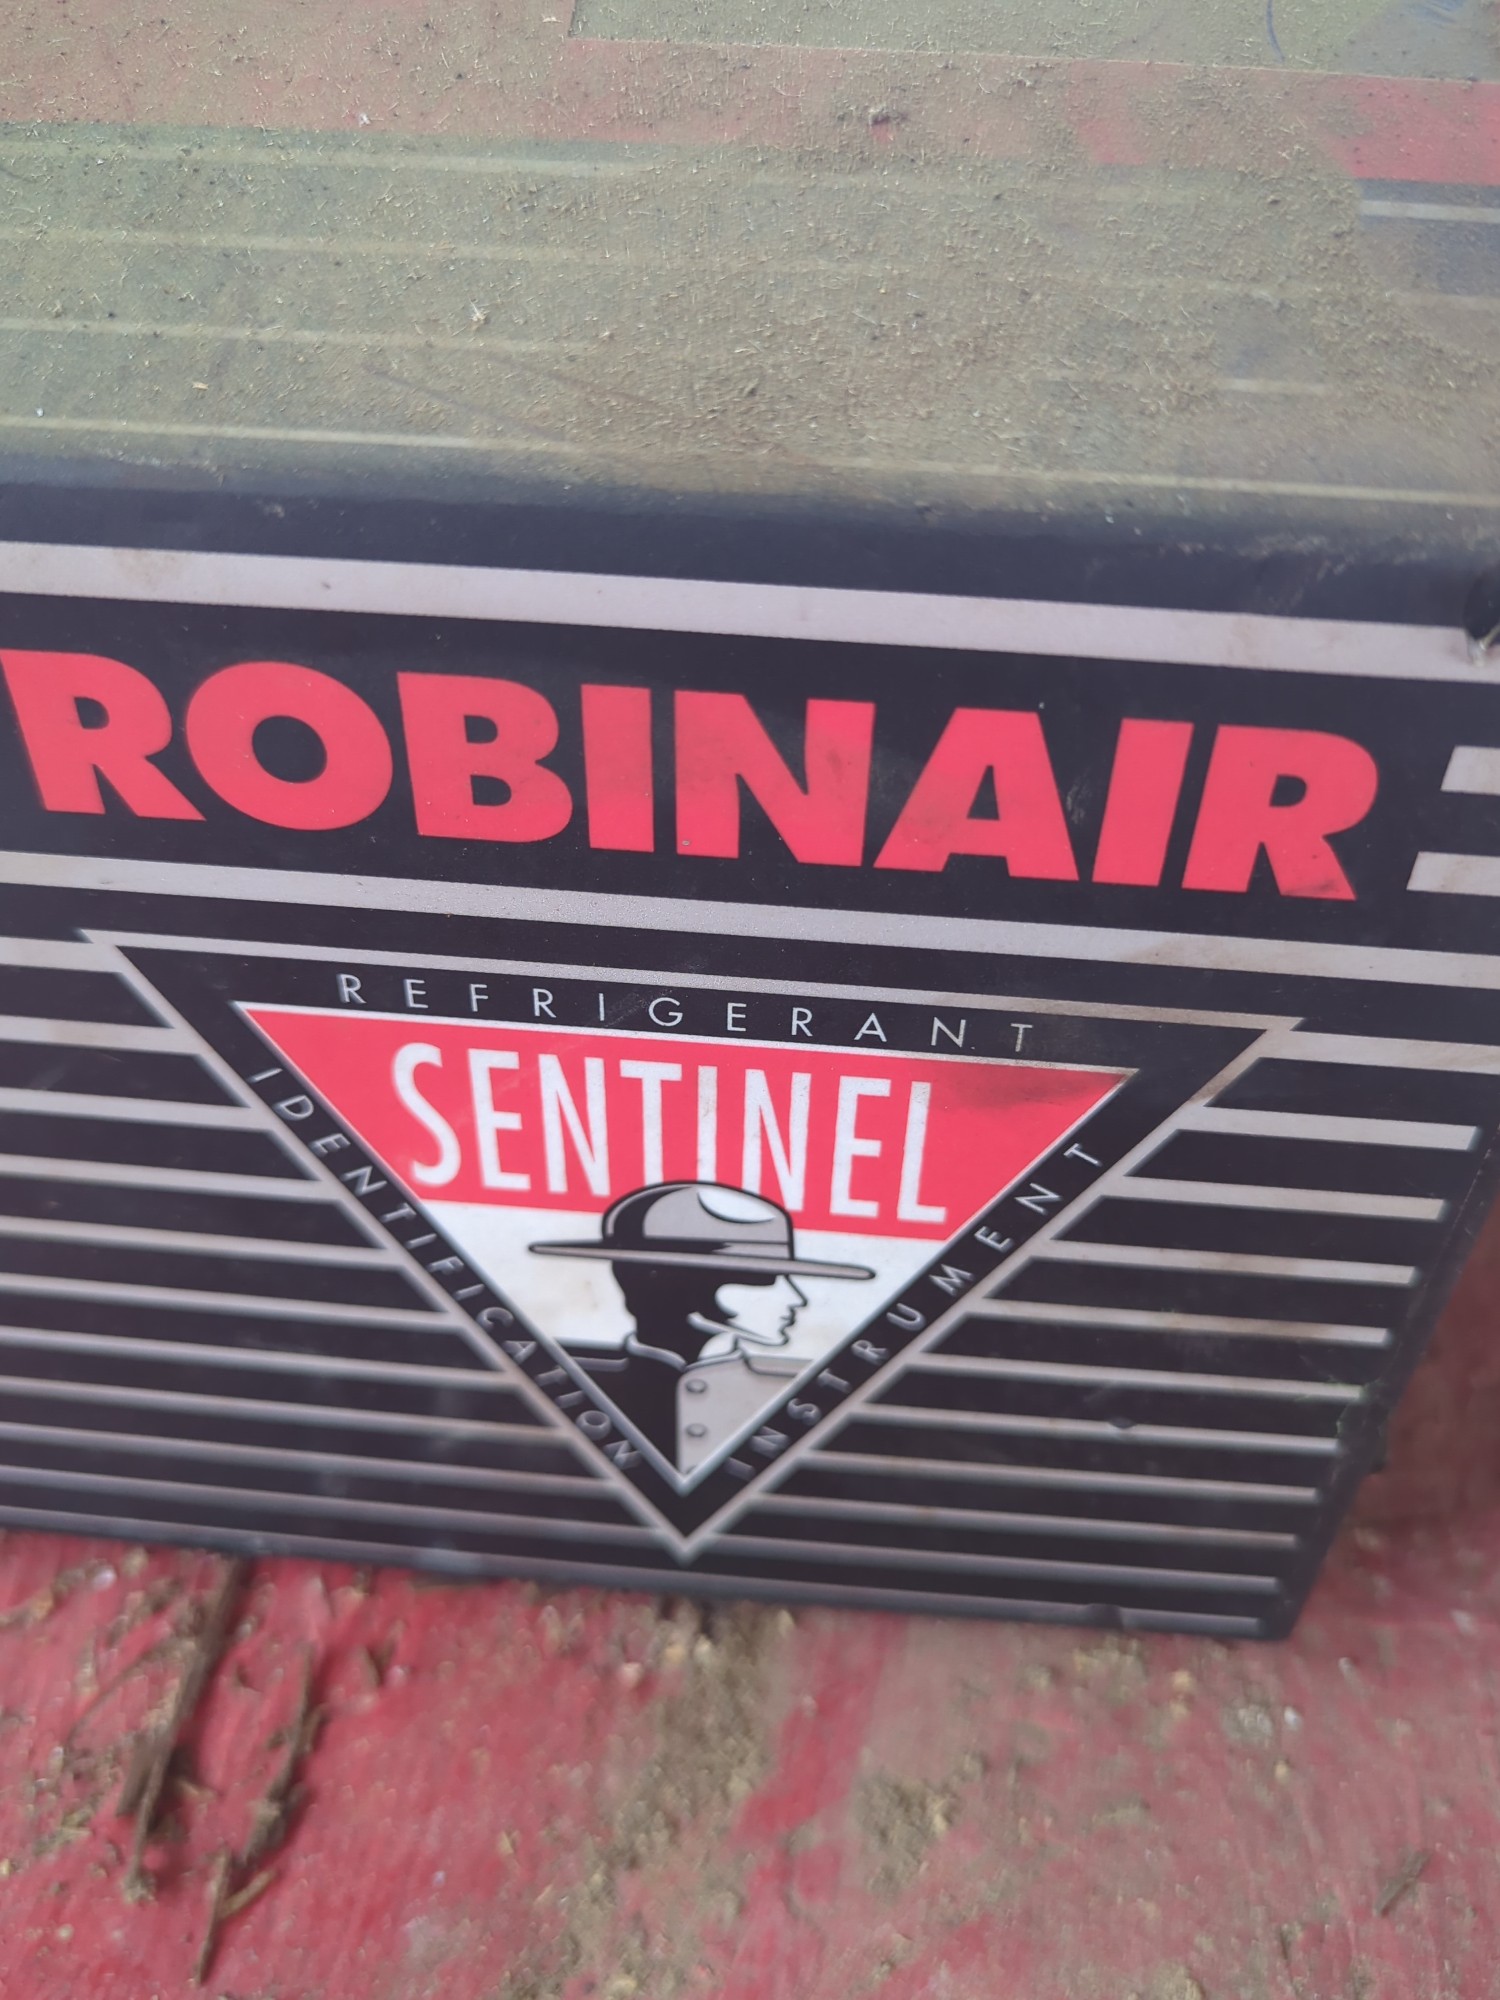 ROBINAIR
REFRIGERANT
SENTINEL
IDENTIFICATION
INSTRUMENT